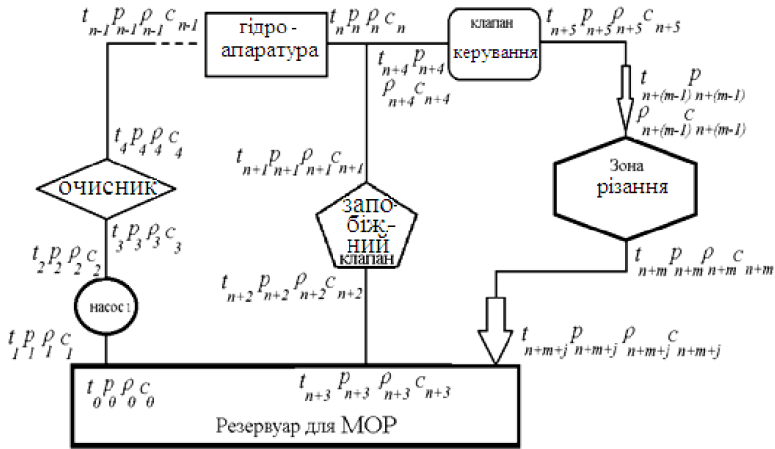 t n-1 p n-1 ρ n-1 c n-1
гідро-
апаратура
t n p n ρ n c n
клапан
керування
t n+5 p n+5 ρ n+5 c n+5
t n+4 p n+4
ρ n+4 c n+4
t n+(m-1) p n+(m-1)
ρ n+(m-1) c n+(m-1)
t 4 p 4 ρ 4 c 4
t n+1 p n+1 ρ n+1 c n+1
Зона
різання
очисник
запо-
біж-
ний
клапан
t 3 p 3 ρ 3 c 3
t 2 p 2 ρ 2 c 2
t n+2 p n+2 ρ n+2 c n+2
t n+m p n+m ρ n+m c n+m
насос 1
t 1 p 1 ρ 1 c 1
t n+m+j p n+m+j ρ n+m+j c n+m+j
t 0 p 0 ρ 0 c 0
t n+3 p n+3 ρ n+3 c n+3
Резервуар для МОР